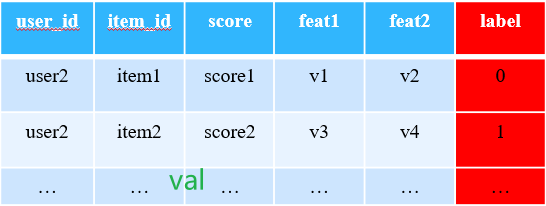 user_id item_id score feat1 feat2 label
user2 item1 score1 v1 v2 0
user2 item2 score2 v3 v4 1
… … … … … …
val